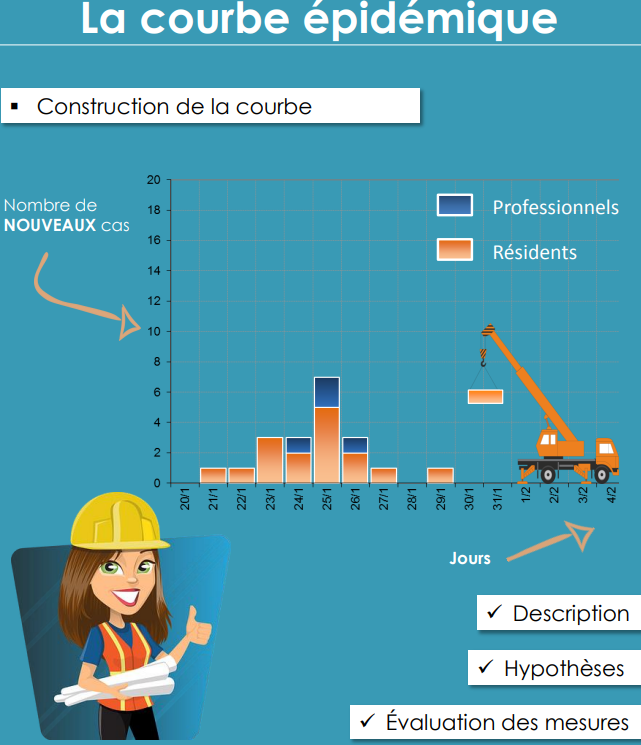 La courbe épidémique
▪ Construction de la courbe
Nombre de
NOUVEAUX cas
20
18
16
14
12
10
8
6
4
2
0
Professionnels
Résidents
20/1 21/1 22/1 23/1 24/1 25/1 26/1 27/1 28/1 29/1 30/1 31/1 1/2 2/2 3/2 4/2
Jours
✓ Description
✓ Hypothèses
✓ Évaluation des mesures